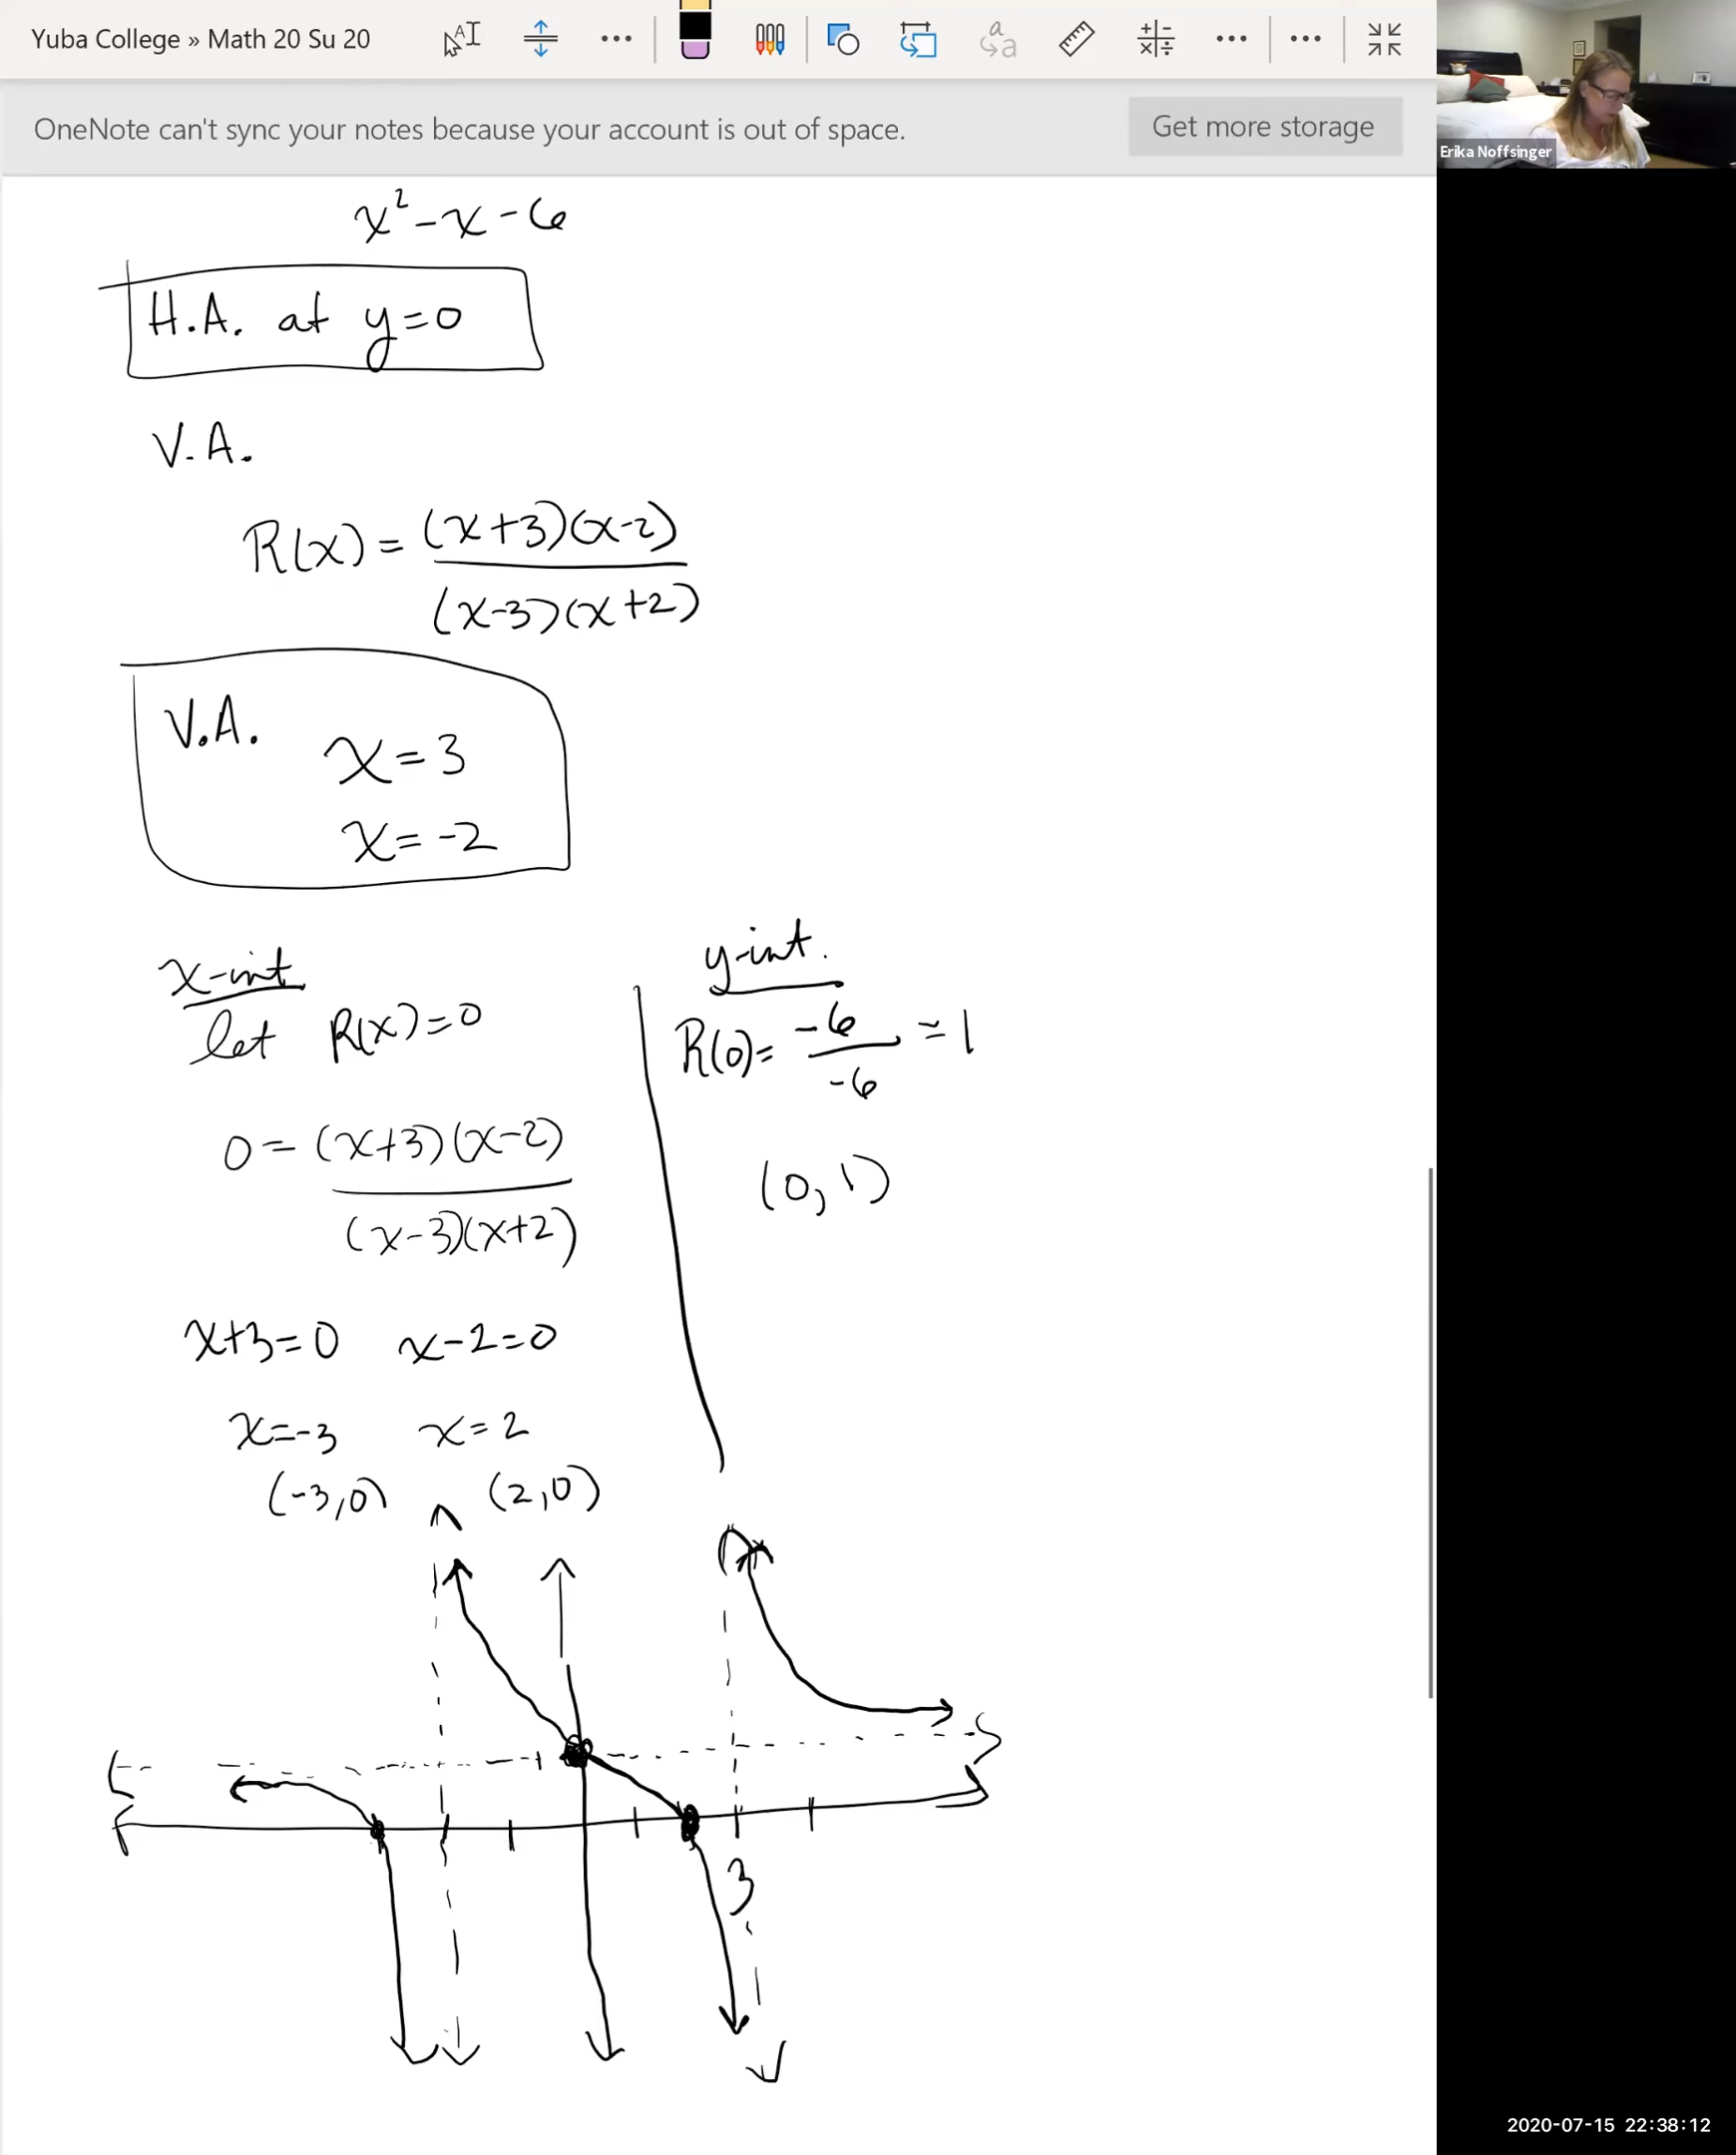 Yuba College » Math 20 Su 20
OneNote can't sync your notes because your account is out of space.
Get more storage
Erika Noffsinger
x² - x - 6
H.A. at y=0
V.A.
R(x) = (x+3)(x-2)
(x-3)(x+2)
V.A.
x = 3
x = -2
x-int
let R(x)=0
0 = (x+3)(x-2)
(x-3)(x+2)
x+3=0 x-2=0
x=-3 x=2
(-3,0) (2,0)
y-int.
R(0)= -6 = 1
-6
(0,1)
3
2020-07-15 22:38:12